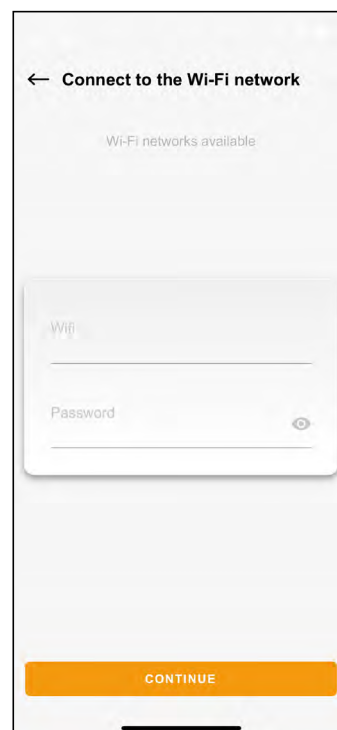 Connect to the Wi-Fi network
Wi-Fi networks available
Wifi
Password
CONTINUE